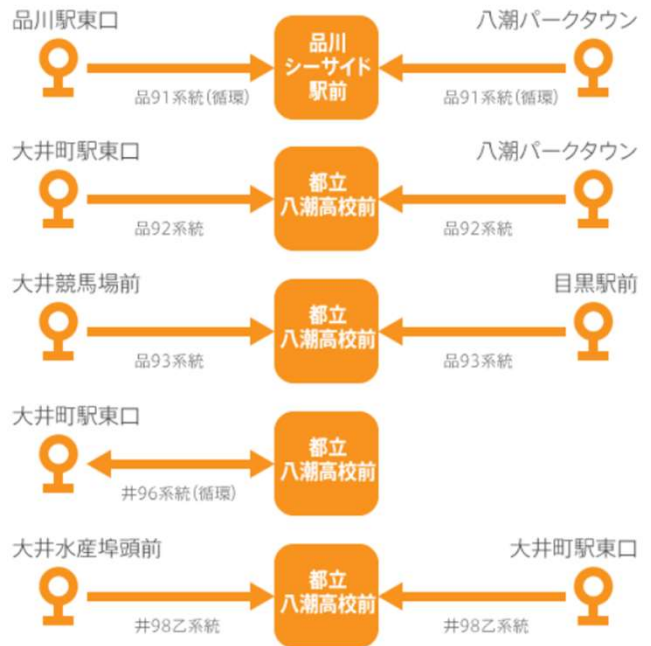 品川駅東口
八潮パークタウン
品川
シーサイド
駅前
品91系統(循環)
品91系統(循環)
大井町駅東口
八潮パークタウン
都立
八潮高校前
品92系統
品92系統
大井競馬場前
目黒駅前
都立
八潮高校前
品93系統
品93系統
大井町駅東口
都立
八潮高校前
井96系統(循環)
大井水産埠頭前
大井町駅東口
都立
八潮高校前
井98乙系統
井98乙系統